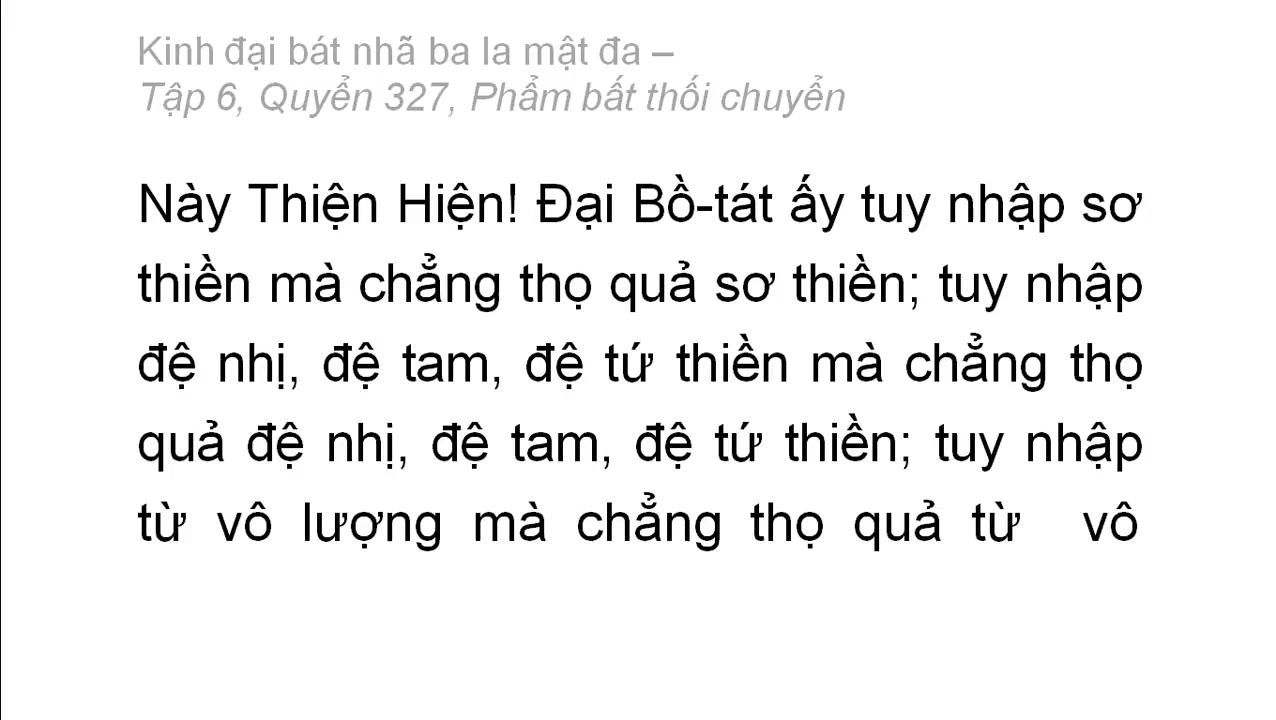 Kinh đại bát nhã ba la mật đa –
Tập 6, Quyển 327, Phẩm bất thối chuyển
Này Thiện Hiện! Đại Bồ-tát ấy tuy nhập sơ
thiền mà chẳng thọ quả sơ thiền; tuy nhập
đệ nhị, đệ tam, đệ tứ thiền mà chẳng thọ
quả đệ nhị, đệ tam, đệ tứ thiền; tuy nhập
từ vô lượng mà chẳng thọ quả từ vô